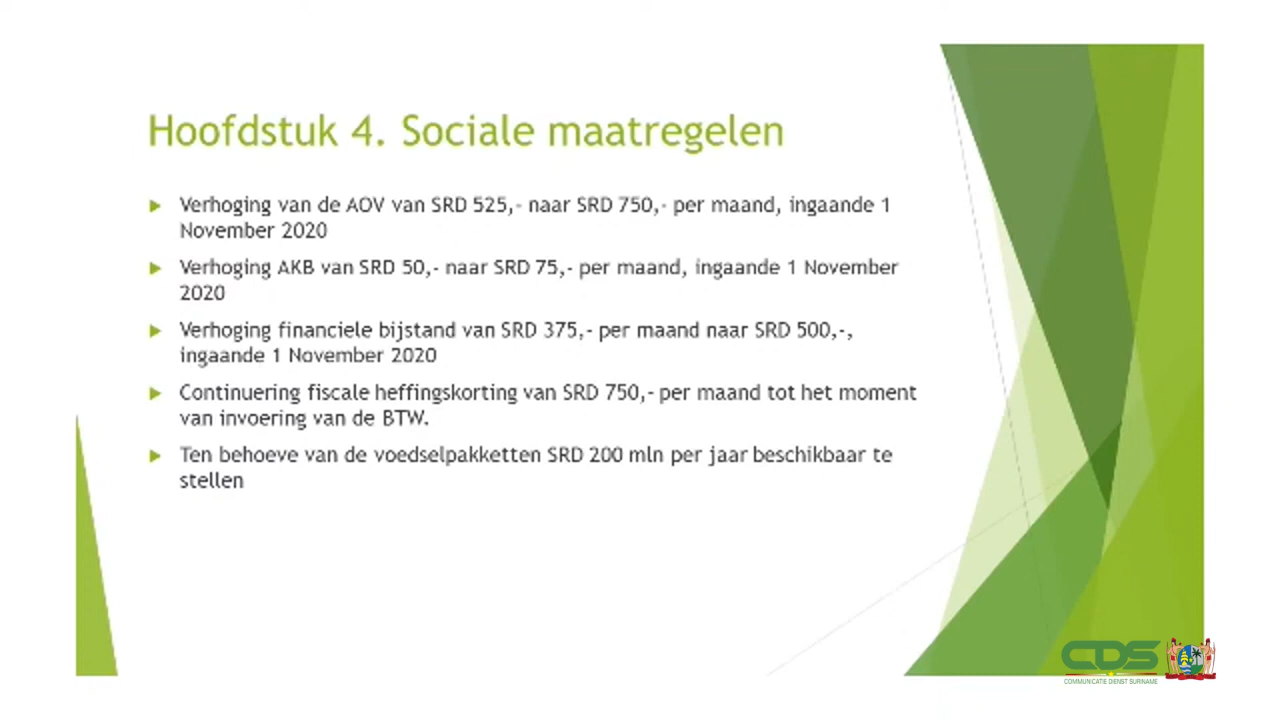 Hoofdstuk 4. Sociale maatregelen
Verhoging van de AOV van SRD 525,- naar SRD 750,- per maand, ingaande 1
November 2020
Verhoging AKB van SRD 50,- naar SRD 75,- per maand, ingaande 1 November
2020
Verhoging financiele bijstand van SRD 375,- per maand naar SRD 500,-,
ingaande 1 November 2020
Continuering fiscale heffingskorting van SRD 750,- per maand tot het moment
van invoering van de BTW.
Ten behoeve van de voedselpakketten SRD 200 mln per jaar beschikbaar te
stellen
CDS
COMMUNICATIE DIENST SURINAME